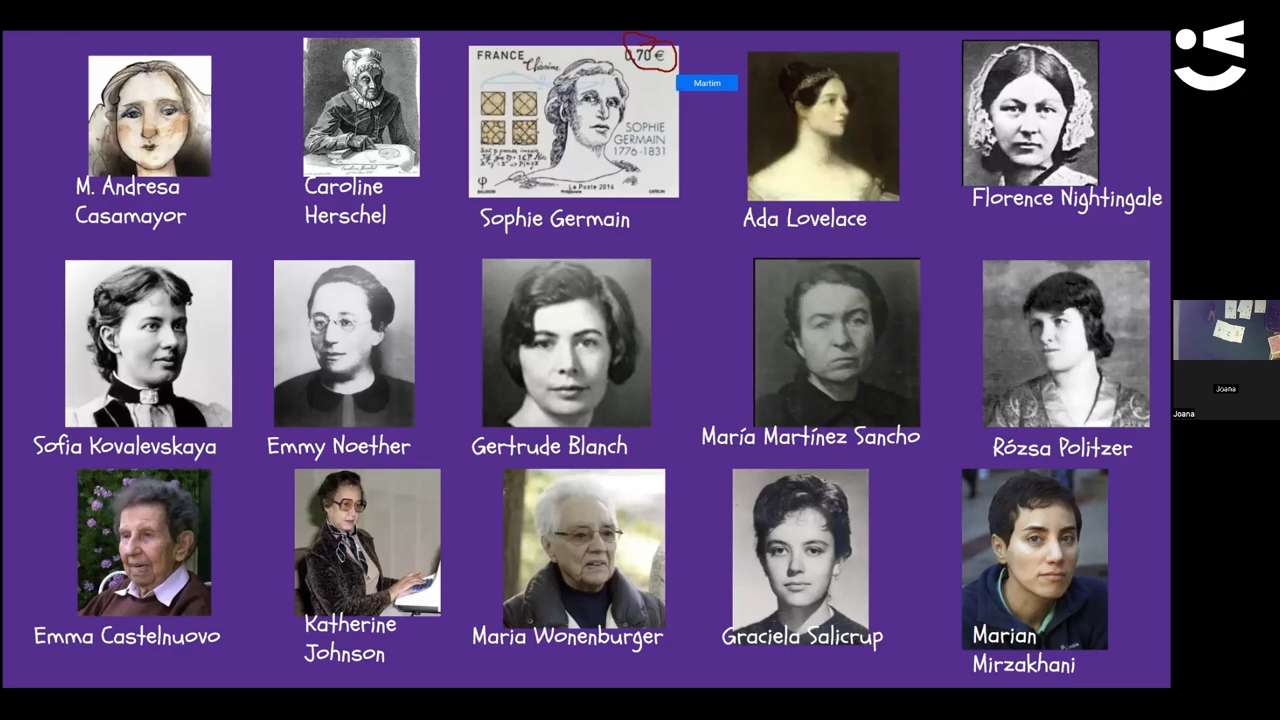 FRANCE
Chérine
0,70 €
Martim
SOPHIE
GERMAIN
1776-1831
La Poste 2016
M. Andresa
Casamayor
Caroline
Herschel
Sophie Germain
Ada Lovelace
Florence Nightingale
Sofia Kovalevskaya
Emmy Noether
Gertrude Blanch
María Martínez Sancho
Rózsa Politzer
Joana
Joana
Emma Castelnuovo
Katherine
Johnson
Maria Wonenburger
Graciela Salicrup
Marian
Mirzakhani